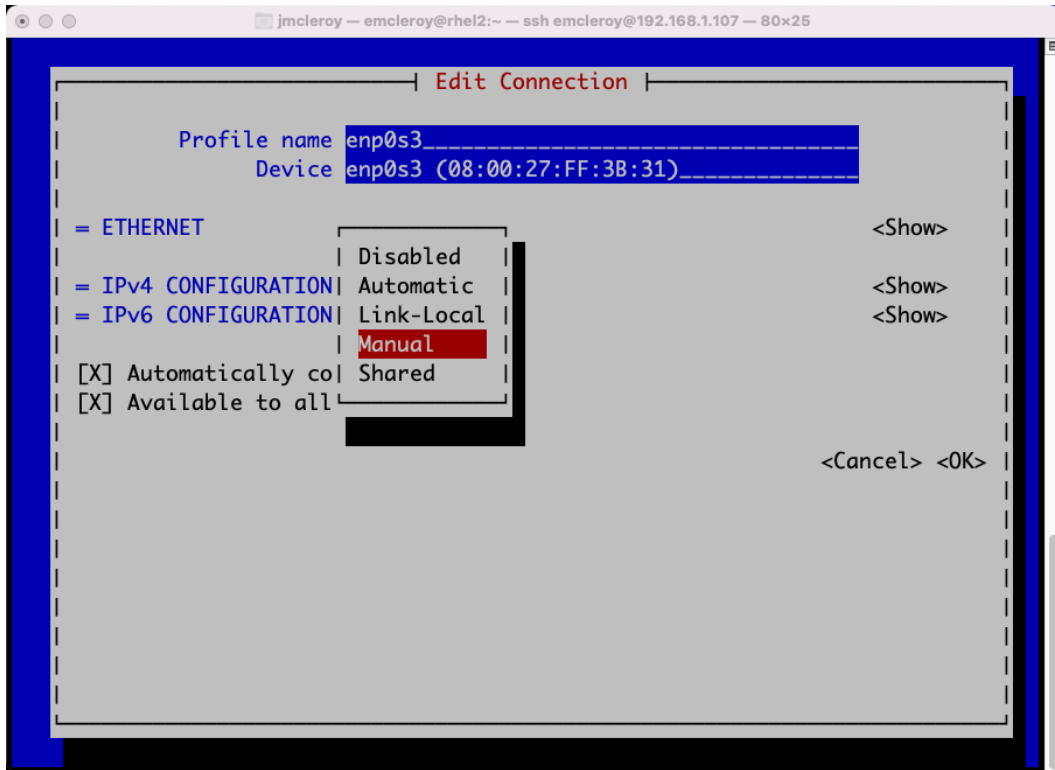 jmcleroy — emcleroy@rhel2:~ — ssh emcleroy@192.168.1.107 — 80×25
Edit Connection
Profile name enp0s3__________________________________
Device enp0s3 (08:00:27:FF:3B:31)______________
= ETHERNET <Show>
Disabled
= IPv4 CONFIGURATION Automatic <Show>
= IPv6 CONFIGURATION Link-Local <Show>
Manual
[X] Automatically co Shared
[X] Available to all
<Cancel> <OK>